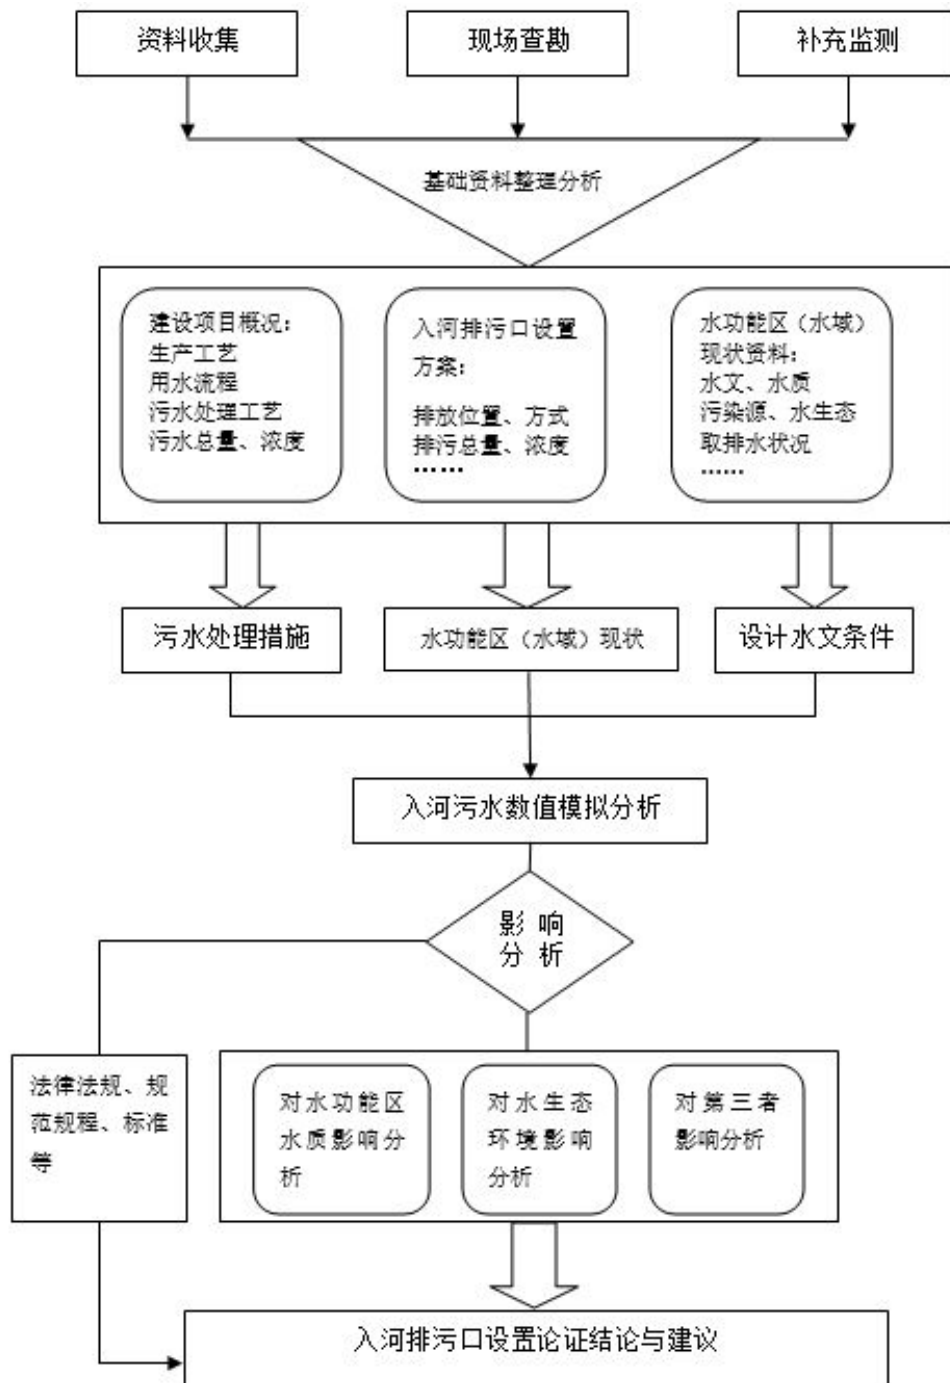 资料收集
现场查勘
补充监测
基础资料整理分析
建设项目概况：
生产工艺
用水流程
污水处理工艺
污水总量、浓度
入河排污口设置
方案：
排放位置、方式
排污总量、浓度
……
水功能区（水域）
现状资料：
水文、水质
污染源、水生态
取排水状况
……
污水处理措施
水功能区（水域）现状
设计水文条件
入河污水数值模拟分析
影响
分析
法律法规、规
范规程、标准
等
对水功能区
水质影响分
析
对水生态
环境影响
分析
对第三者
影响分析
入河排污口设置论证结论与建议